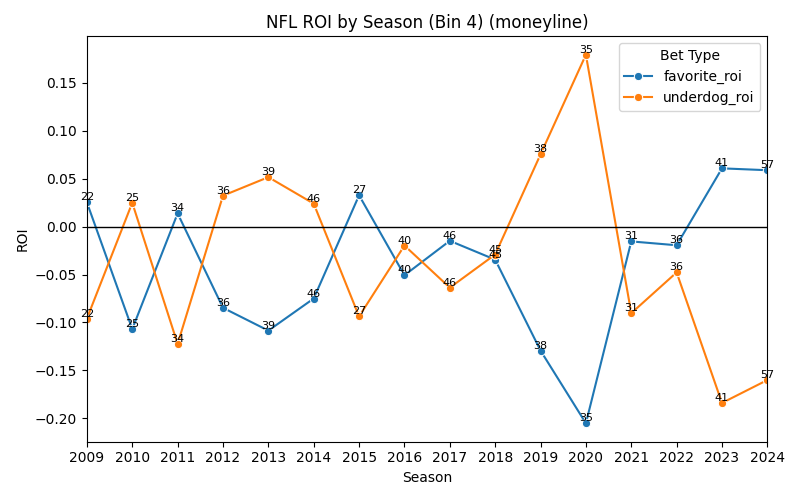 NFL ROI by Season (Bin 4) (moneyline)
Bet Type
favorite_roi
underdog_roi
ROI
0.15
0.10
0.05
0.00
−0.05
−0.10
−0.15
−0.20
22 25 34 36 39 46 27 40 46 45 38 35 31 36 41 57
22 25 34 36 39 46 27 40 46 45 38 35 31 36 41 57
2009 2010 2011 2012 2013 2014 2015 2016 2017 2018 2019 2020 2021 2022 2023 2024
Season